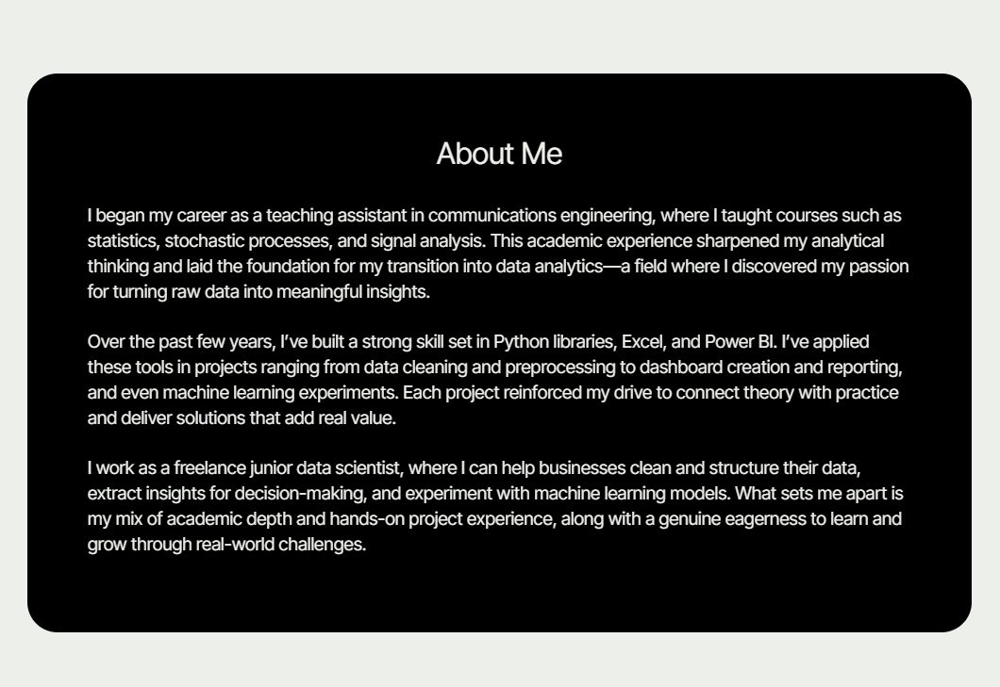 About Me
I began my career as a teaching assistant in communications engineering, where I taught courses such as
statistics, stochastic processes, and signal analysis. This academic experience sharpened my analytical
thinking and laid the foundation for my transition into data analytics—a field where I discovered my passion
for turning raw data into meaningful insights.
Over the past few years, I’ve built a strong skill set in Python libraries, Excel, and Power BI. I’ve applied
these tools in projects ranging from data cleaning and preprocessing to dashboard creation and reporting,
and even machine learning experiments. Each project reinforced my drive to connect theory with practice
and deliver solutions that add real value.
I work as a freelance junior data scientist, where I can help businesses clean and structure their data,
extract insights for decision-making, and experiment with machine learning models. What sets me apart is
my mix of academic depth and hands-on project experience, along with a genuine eagerness to learn and
grow through real-world challenges.